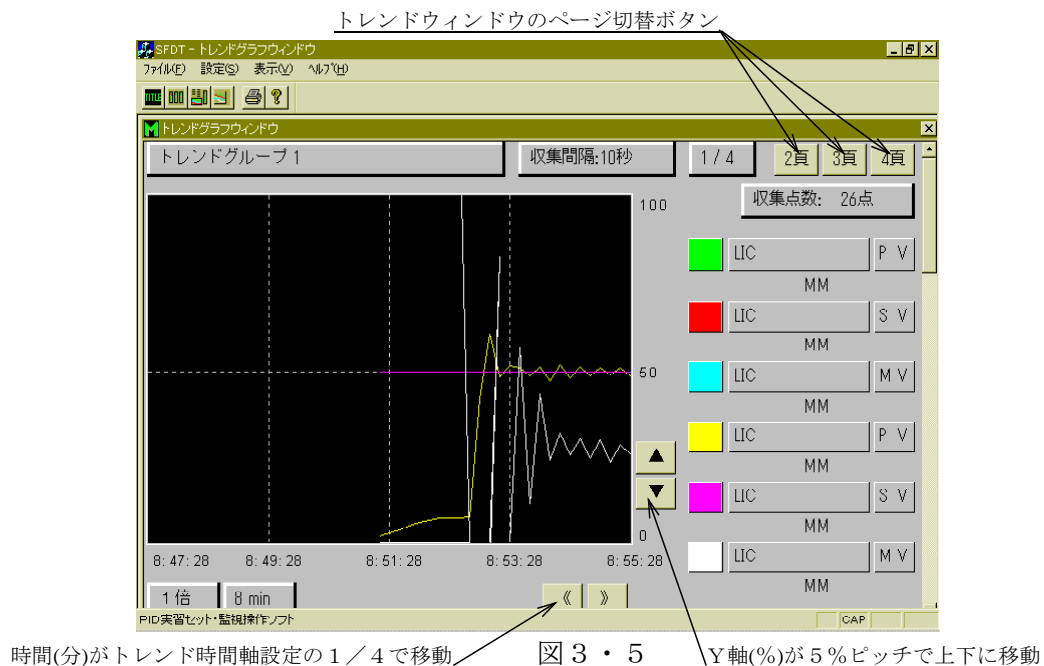 トレンドウィンドウのページ切替ボタン
SFDT - トレンドグラフウィンドウ
ファイル(F) 設定(S) 表示(V) ヘルプ(H)
TITLE
トレンドグラフウィンドウ
トレンドグループ 1 収集間隔:10秒 1 / 4 2頁 3頁 4頁
収集点数: 26点
100
50
0
LIC P V
MM
LIC S V
MM
LIC M V
MM
LIC P V
MM
LIC S V
MM
LIC M V
MM
8:47:28 8:49:28 8:51:28 8:53:28 8:55:28
1 倍 8 min 《 》
PID実習セット・監視操作ソフト CAP
時間(分)がトレンド時間軸設定の1/4で移動 図3・5 Y軸(%)が5%ピッチで上下に移動